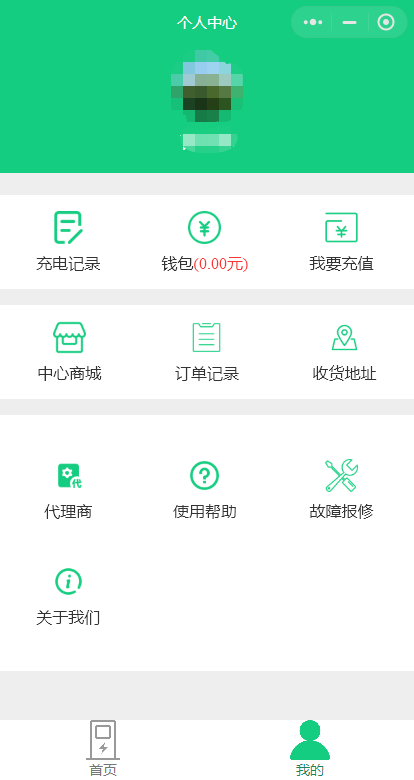 个人中心
充电记录 钱包(0.00元) 我要充值
中心商城 订单记录 收货地址
代
代理商 使用帮助 故障报修
关于我们
首页 我的